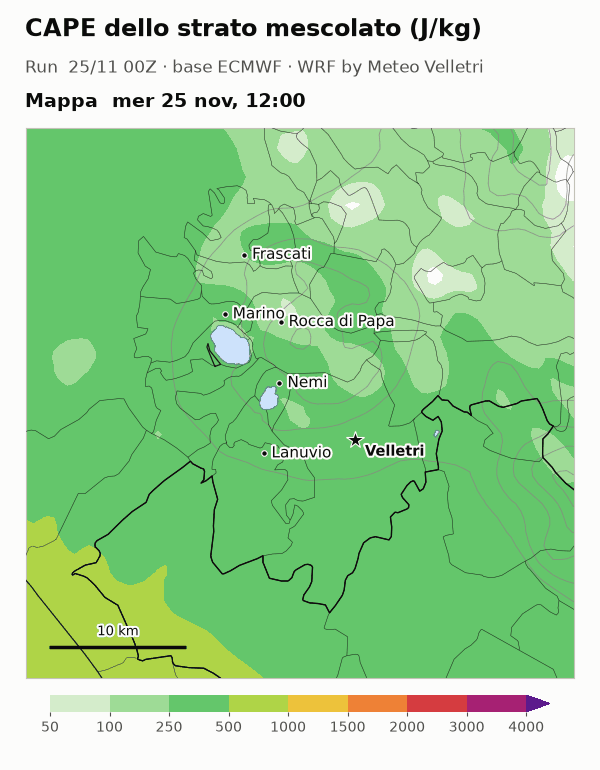 CAPE dello strato mescolato (J/kg)
Run  25/11 00Z · base ECMWF · WRF by Meteo Velletri
Mappa  mer 25 nov, 12:00
Frascati
Marino
Rocca di Papa
Nemi
Velletri
Lanuvio
10 km
50 100 250 500 1000 1500 2000 3000 4000